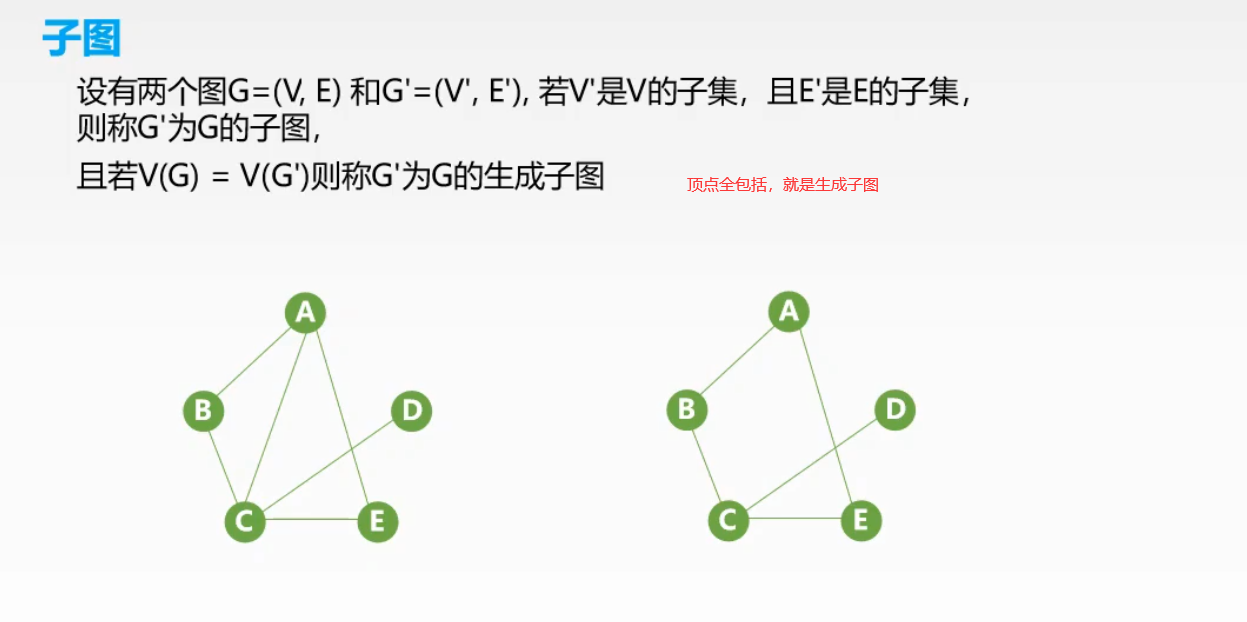 子图
设有两个图G=(V, E) 和G'=(V', E'), 若V'是V的子集，且E'是E的子集，
则称G'为G的子图，
且若V(G) = V(G')则称G'为G的生成子图
顶点全包括，就是生成子图
A
A
B
D
B
D
C
E
C
E